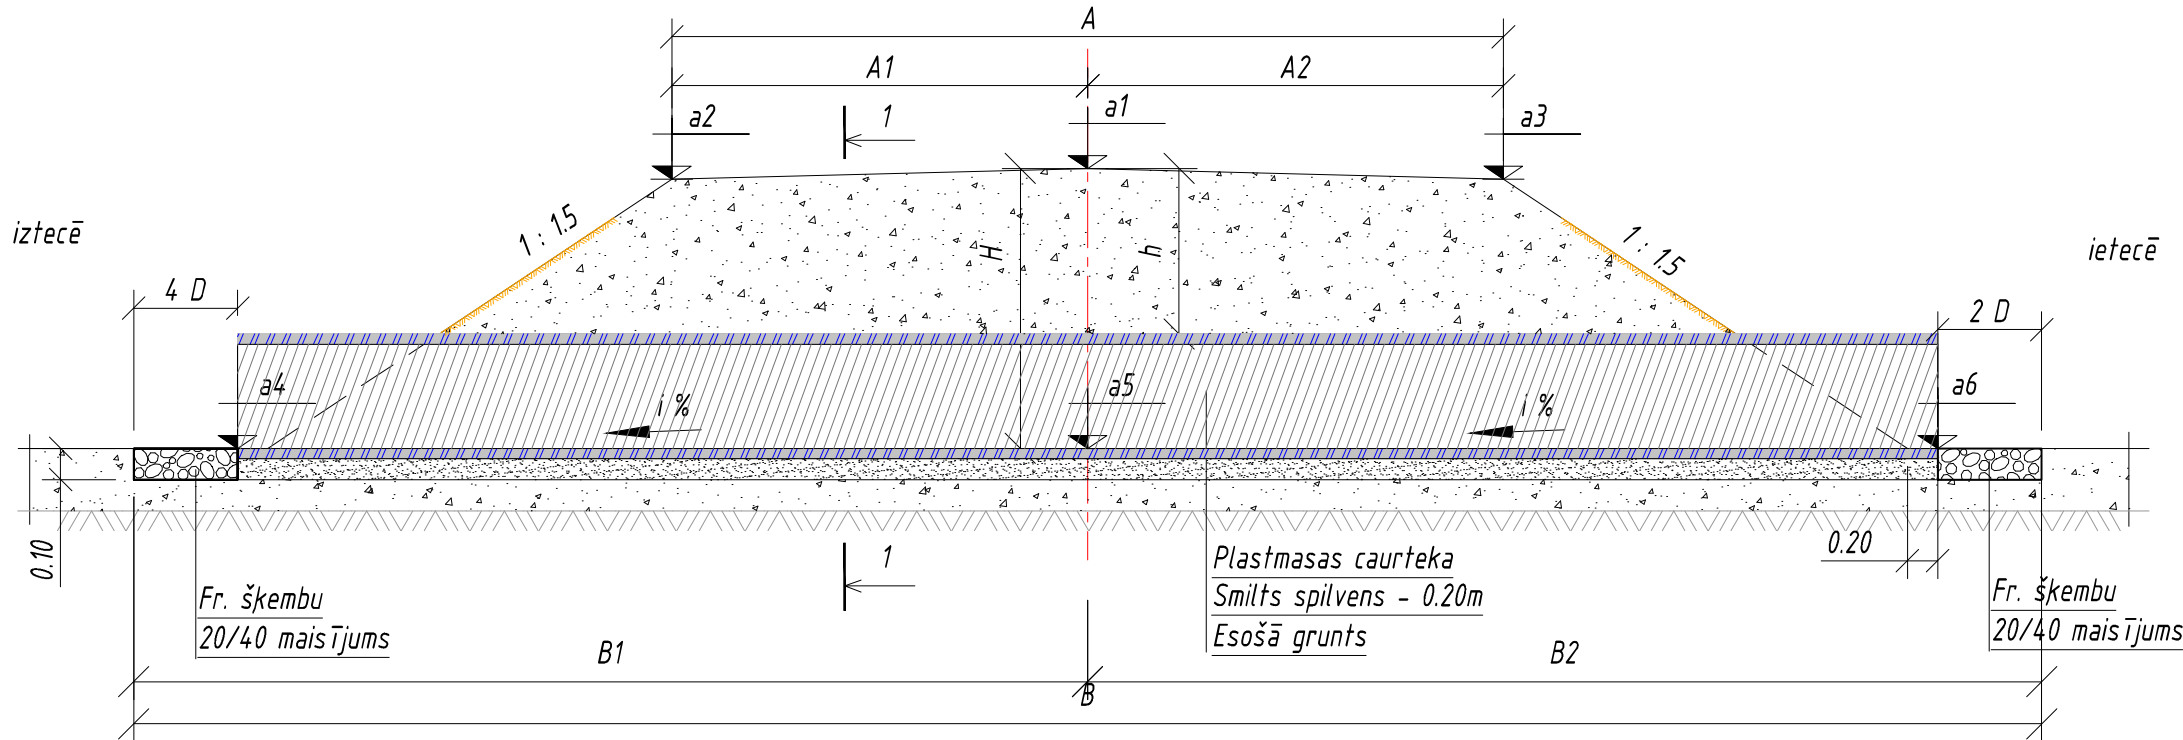 A
A1
A2
a2
1
a1
a3
iztecē
1 : 1.5
H
h
1 : 1.5
ietecē
4 D
2 D
a4
i %
a5
i %
a6
0.10
1
0.20
Plastmasas caurteka
Smilts spilvens - 0.20m
Esošā grunts
Fr. šķembu
20/40 maisījums
Fr. šķembu
20/40 maisījums
B1
B2
B